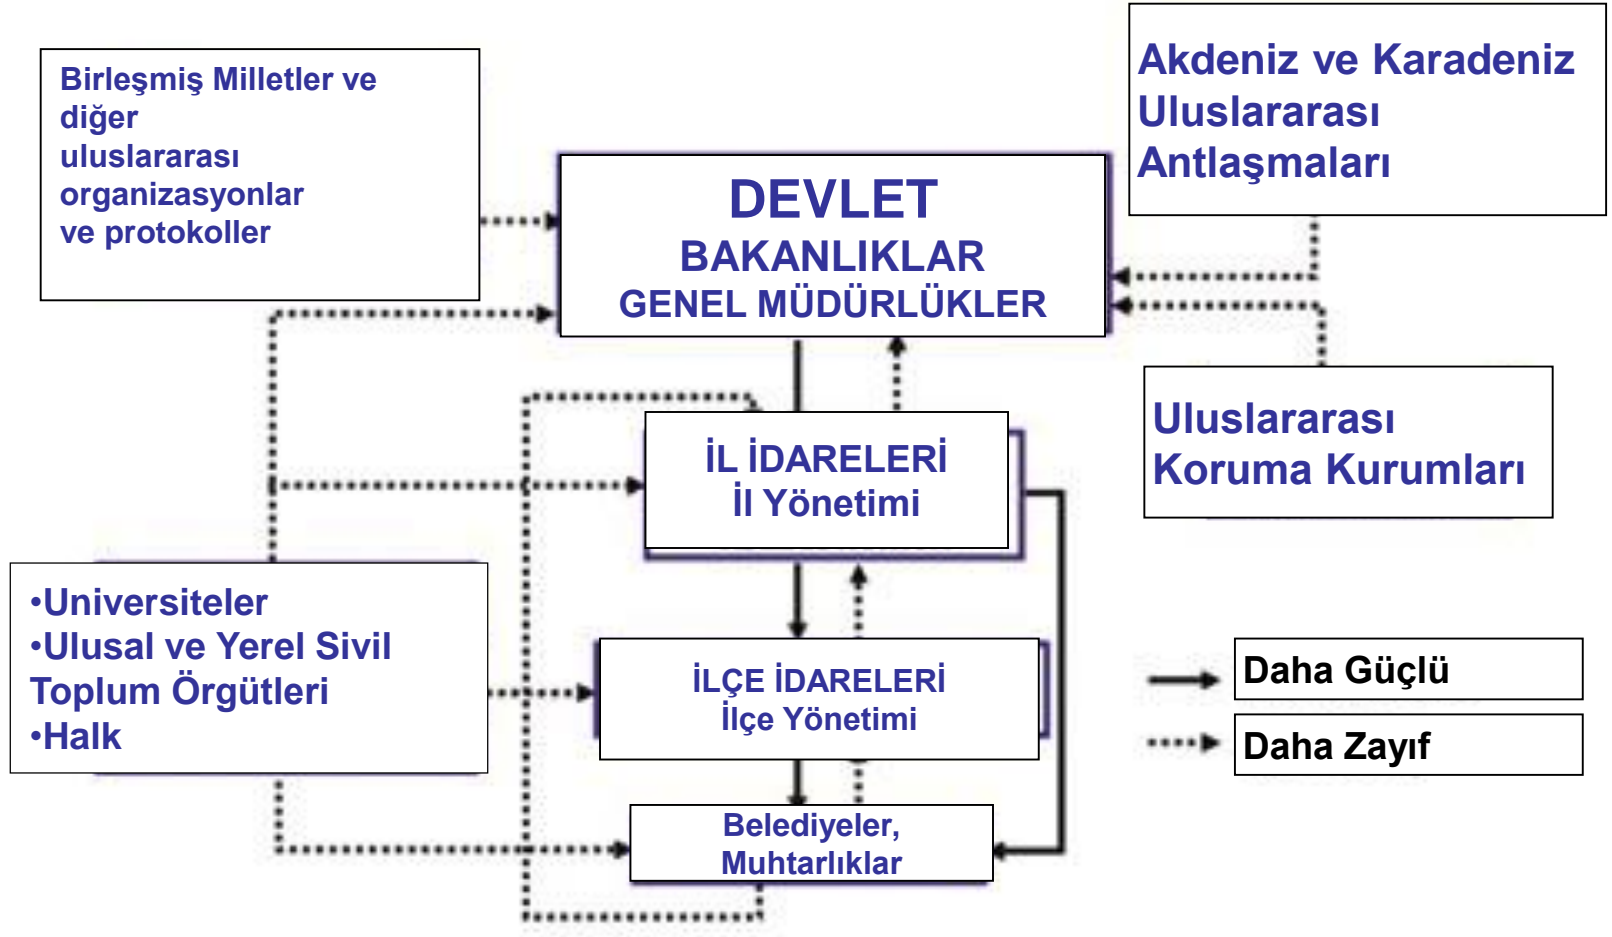 Birleşmiş Milletler ve
diğer
uluslararası
organizasyonlar
ve protokoller
Akdeniz ve Karadeniz
Uluslararası
Antlaşmaları
DEVLET
BAKANLIKLAR
GENEL MÜDÜRLÜKLER
Uluslararası
Koruma Kurumları
İL İDARELERİ
İl Yönetimi
•Universiteler
•Ulusal ve Yerel Sivil
Toplum Örgütleri
•Halk
İLÇE İDARELERİ
İlçe Yönetimi
Daha Güçlü
Daha Zayıf
Belediyeler,
Muhtarlıklar